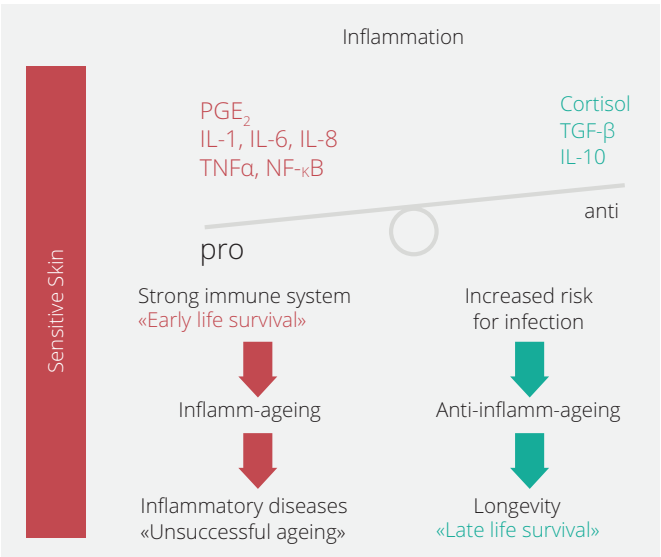 Inflammation
Sensitive Skin
PGE₂
IL-1, IL-6, IL-8
TNFα, NF-κB
Cortisol
TGF-β
IL-10
pro
anti
Strong immune system
«Early life survival»
Increased risk
for infection
Inflamm-ageing
Anti-inflamm-ageing
Inflammatory diseases
«Unsuccessful ageing»
Longevity
«Late life survival»